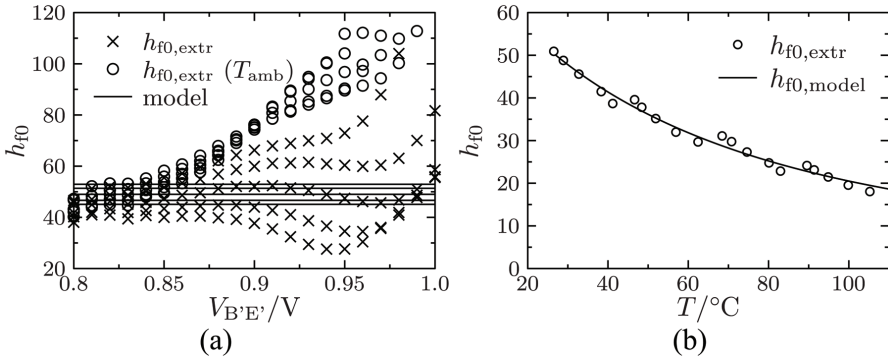 120
100
80
60
40
20
h_f0
× h_f0,extr
○ h_f0,extr (T_amb)
— model
0.8 0.85 0.9 0.95 1.0
V_B'E'/V
(a)
60
50
40
30
20
10
0
h_f0
○ h_f0,extr
— h_f0,model
20 40 60 80 100
T/°C
(b)